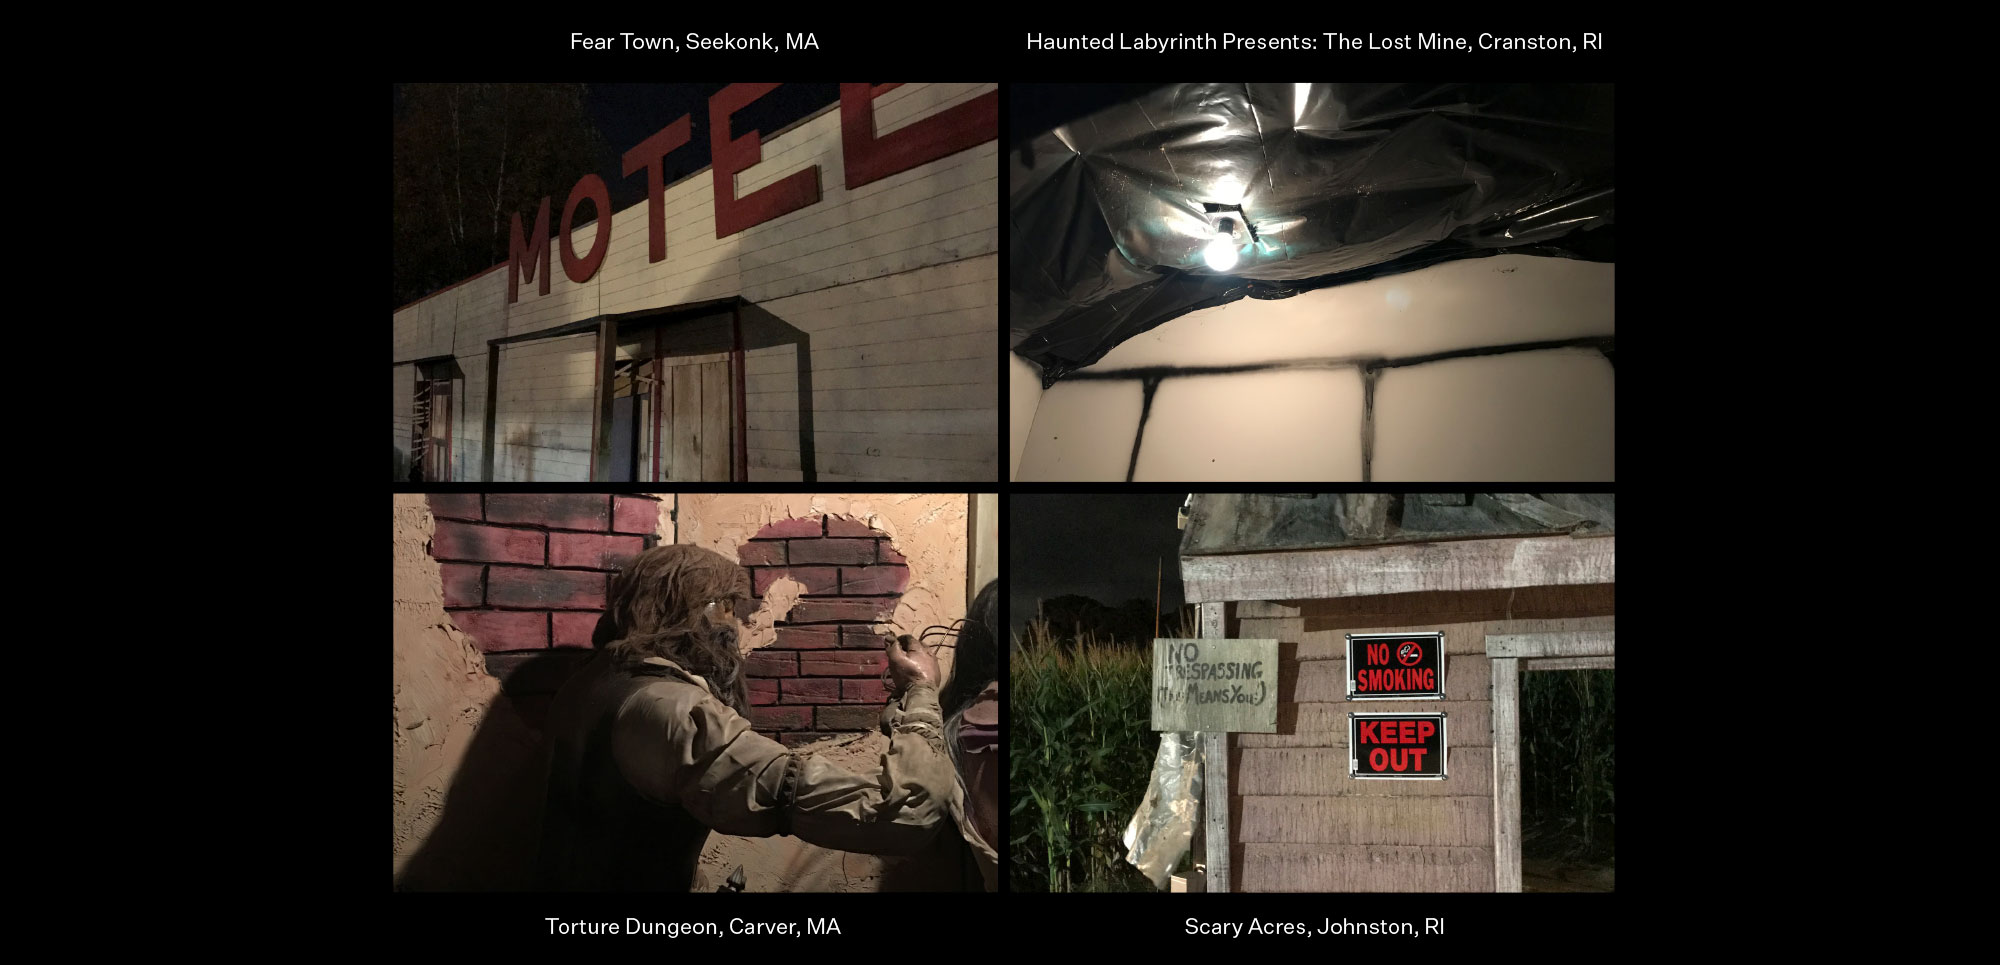 Fear Town, Seekonk, MA
Haunted Labyrinth Presents: The Lost Mine, Cranston, RI
MOTEL
NO
TRESPASSING
(This Means You!)
NO
SMOKING
KEEP
OUT
Torture Dungeon, Carver, MA
Scary Acres, Johnston, RI